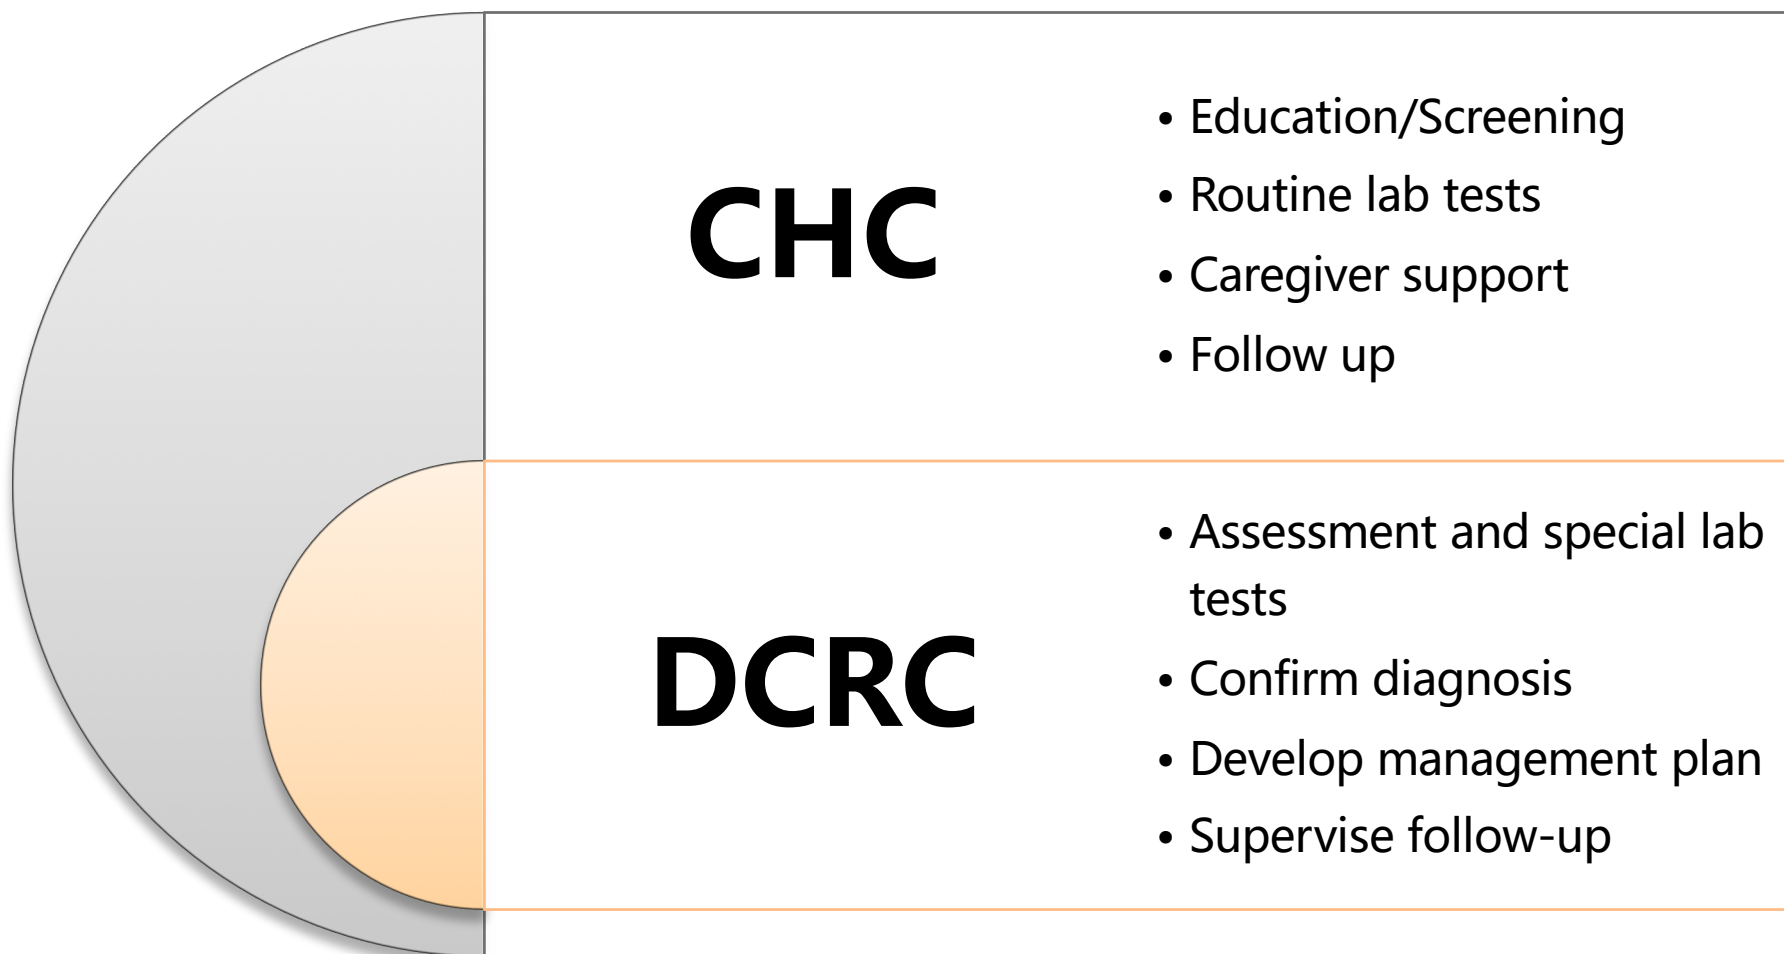 CHC
• Education/Screening
• Routine lab tests
• Caregiver support
• Follow up
DCRC
• Assessment and special lab
tests
• Confirm diagnosis
• Develop management plan
• Supervise follow-up